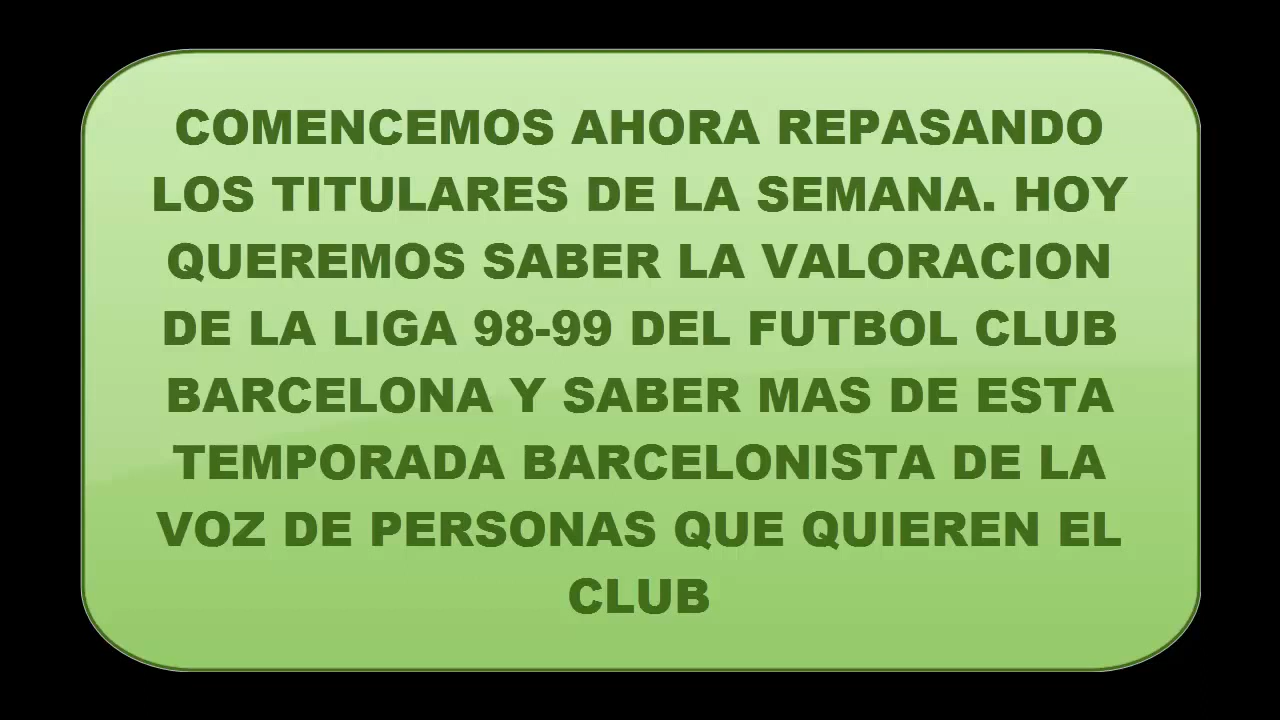 COMENCEMOS AHORA REPASANDO
LOS TITULARES DE LA SEMANA. HOY
QUEREMOS SABER LA VALORACION
DE LA LIGA 98-99 DEL FUTBOL CLUB
BARCELONA Y SABER MAS DE ESTA
TEMPORADA BARCELONISTA DE LA
VOZ DE PERSONAS QUE QUIEREN EL
CLUB